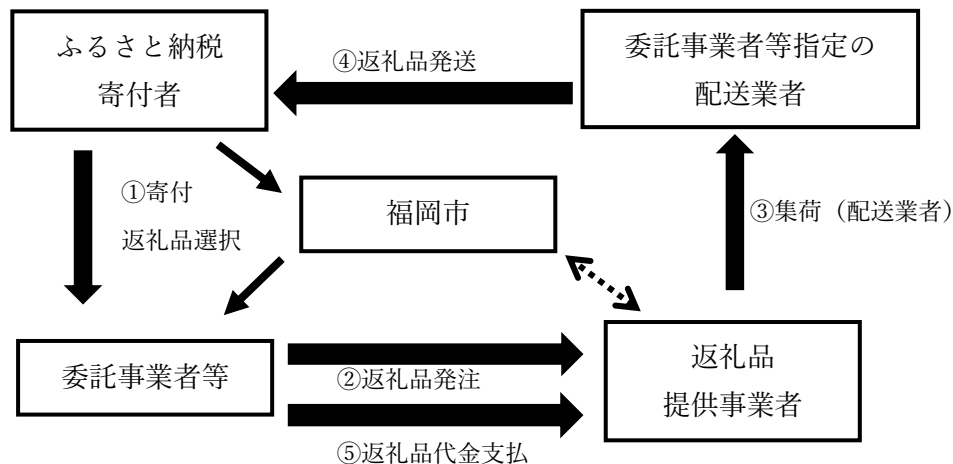 ふるさと納税
寄付者
④返礼品発送
委託事業者等指定の
配送業者
①寄付
返礼品選択
福岡市
③集荷（配送業者）
委託事業者等
②返礼品発注
⑤返礼品代金支払
返礼品
提供事業者